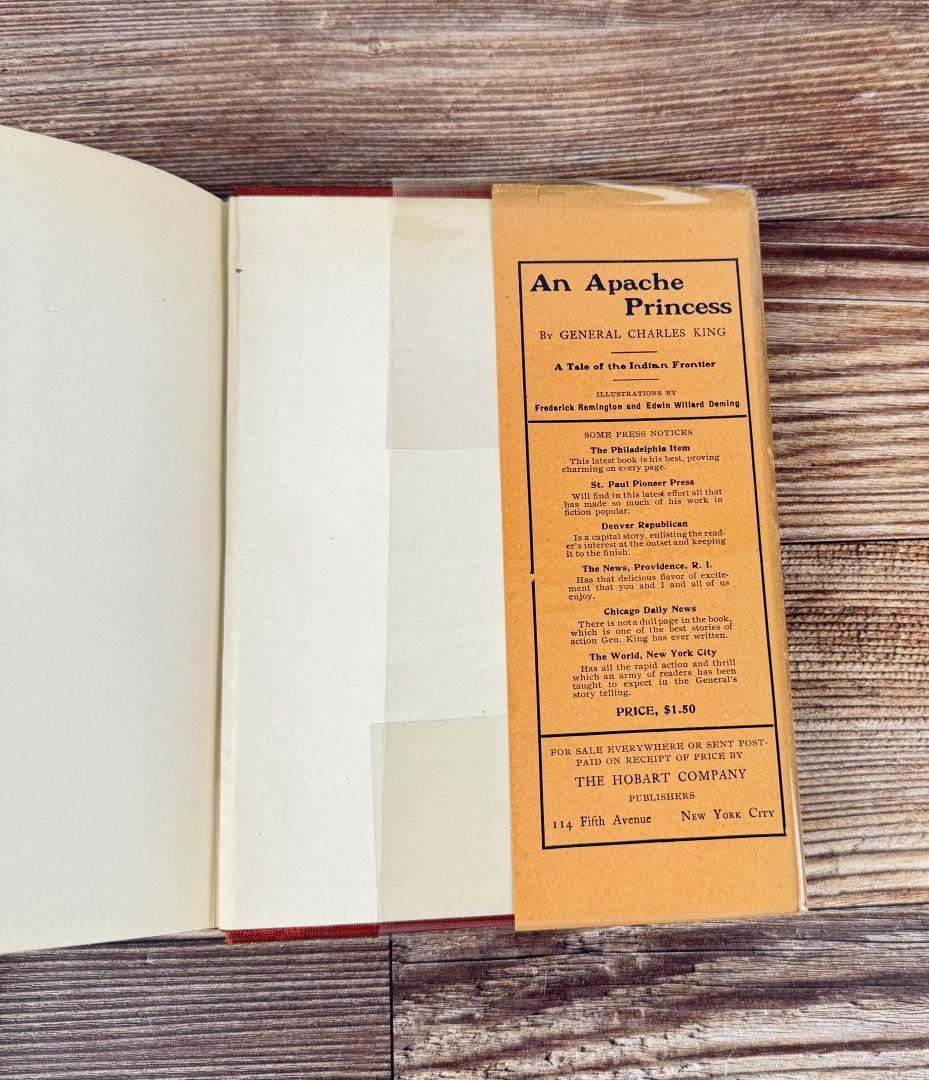 An Apache
Princess
By GENERAL CHARLES KING
A Tale of the Indian Frontier
ILLUSTRATIONS BY
Frederick Remington and Edwin Willard Deming
SOME PRESS NOTICES
The Philadelphia Item
This latest book is his best, proving
charming on every page.
St. Paul Pioneer Press
Will find in this latest effort all that
has made so much of his work in
fiction popular.
Denver Republican
Is a capital story, enlisting the read-
er's interest at the outset and keeping
it to the finish.
The News, Providence, R. I.
Has that delicious flavor of excite-
ment that you and I and all of us
enjoy.
Chicago Daily News
There is not a dull page in the book,
which is one of the best stories of
action Gen. King has ever written.
The World, New York City
Has all the rapid action and thrill
which an army of readers has been
taught to expect in the General's
story telling.
PRICE, $1.50
FOR SALE EVERYWHERE OR SENT POST-
PAID ON RECEIPT OF PRICE BY
THE HOBART COMPANY
PUBLISHERS
114 Fifth Avenue New York City